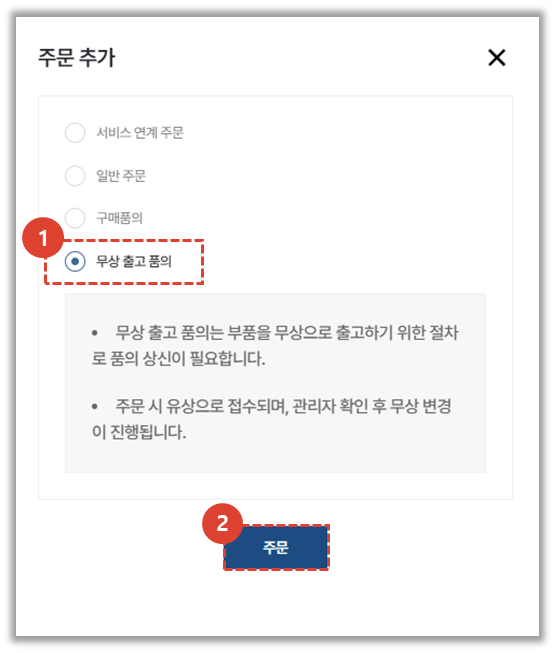 주문 추가
서비스 연계 주문
일반 주문
구매품의
1
무상 출고 품의
• 무상 출고 품의는 부품을 무상으로 출고하기 위한 절차
로 품의 상신이 필요합니다.
• 주문 시 유상으로 접수되며, 관리자 확인 후 무상 변경
이 진행됩니다.
2
주문